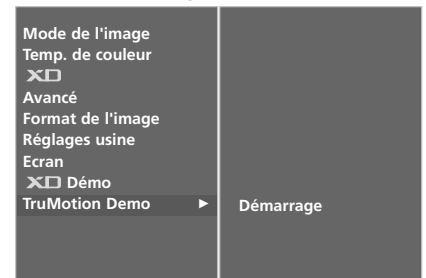 Mode de l'image
Temp. de couleur
XD
Avancé
Format de l'image
Réglages usine
Ecran
XD Démo
TruMotion Demo ► Démarrage